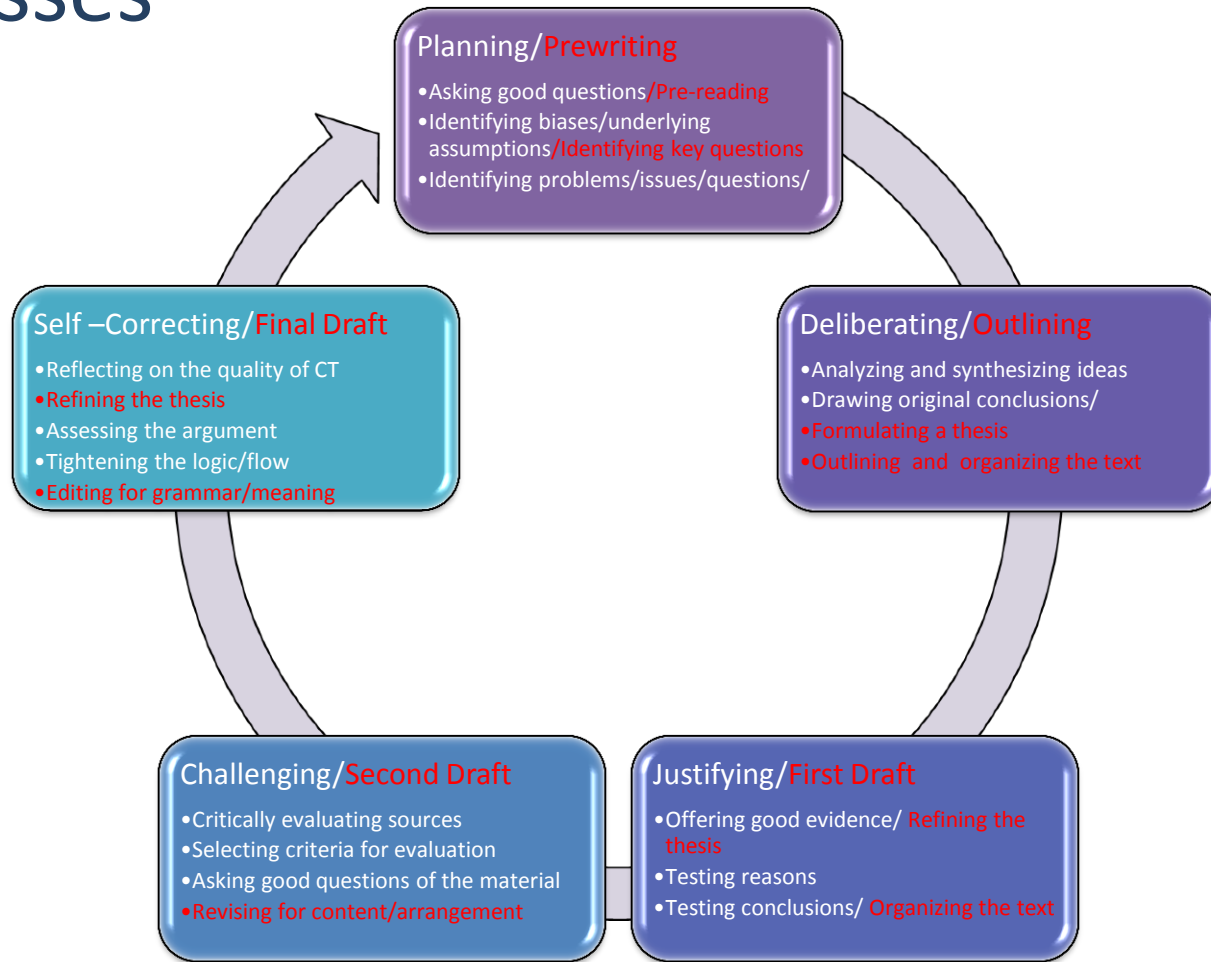 Planning/Prewriting
•Asking good questions/Pre-reading
•Identifying biases/underlying
assumptions/Identifying key questions
•Identifying problems/issues/questions/
Deliberating/Outlining
•Analyzing and synthesizing ideas
•Drawing original conclusions/
•Formulating a thesis
•Outlining and organizing the text
Justifying/First Draft
•Offering good evidence/ Refining the
thesis
•Testing reasons
•Testing conclusions/ Organizing the text
Challenging/Second Draft
•Critically evaluating sources
•Selecting criteria for evaluation
•Asking good questions of the material
•Revising for content/arrangement
Self –Correcting/Final Draft
•Reflecting on the quality of CT
•Refining the thesis
•Assessing the argument
•Tightening the logic/flow
•Editing for grammar/meaning